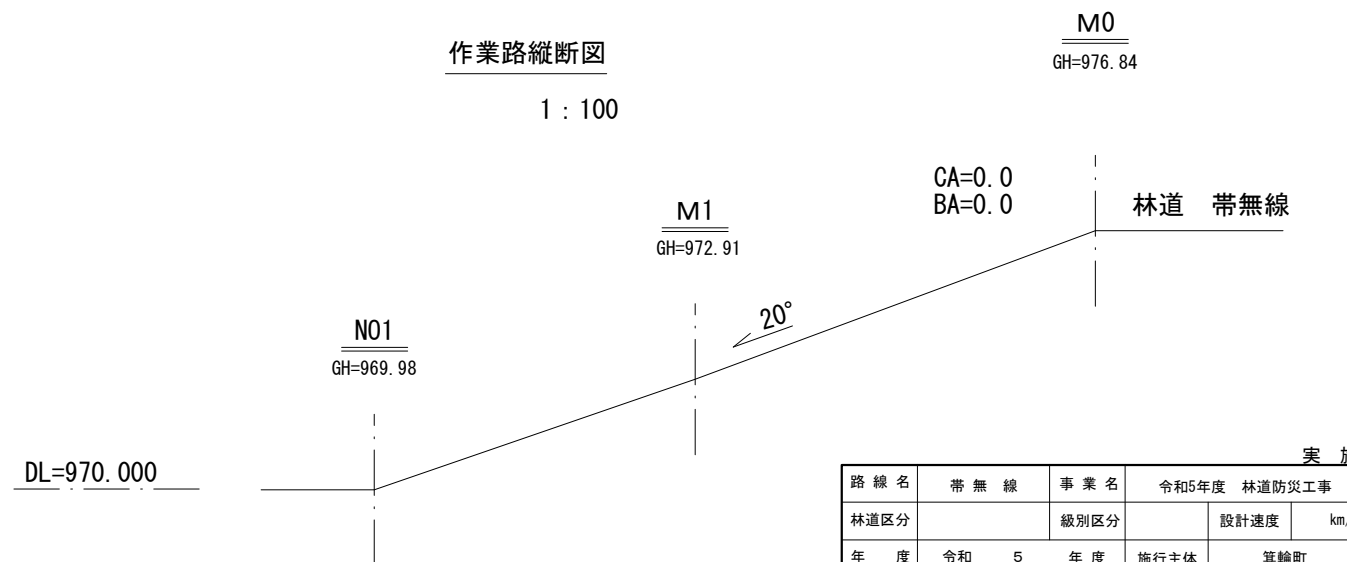 作業路縦断図
1 : 100
M0
GH=976.84
CA=0.0
BA=0.0
林道 帯無線
M1
GH=972.91
20°
NO1
GH=969.98
DL=970.000
実 施
路線名 帯無線 事業名 令和5年度 林道防災工事
林道区分 級別区分 設計速度 km/
年度 令和 5 年度 施行主体 箕輪町